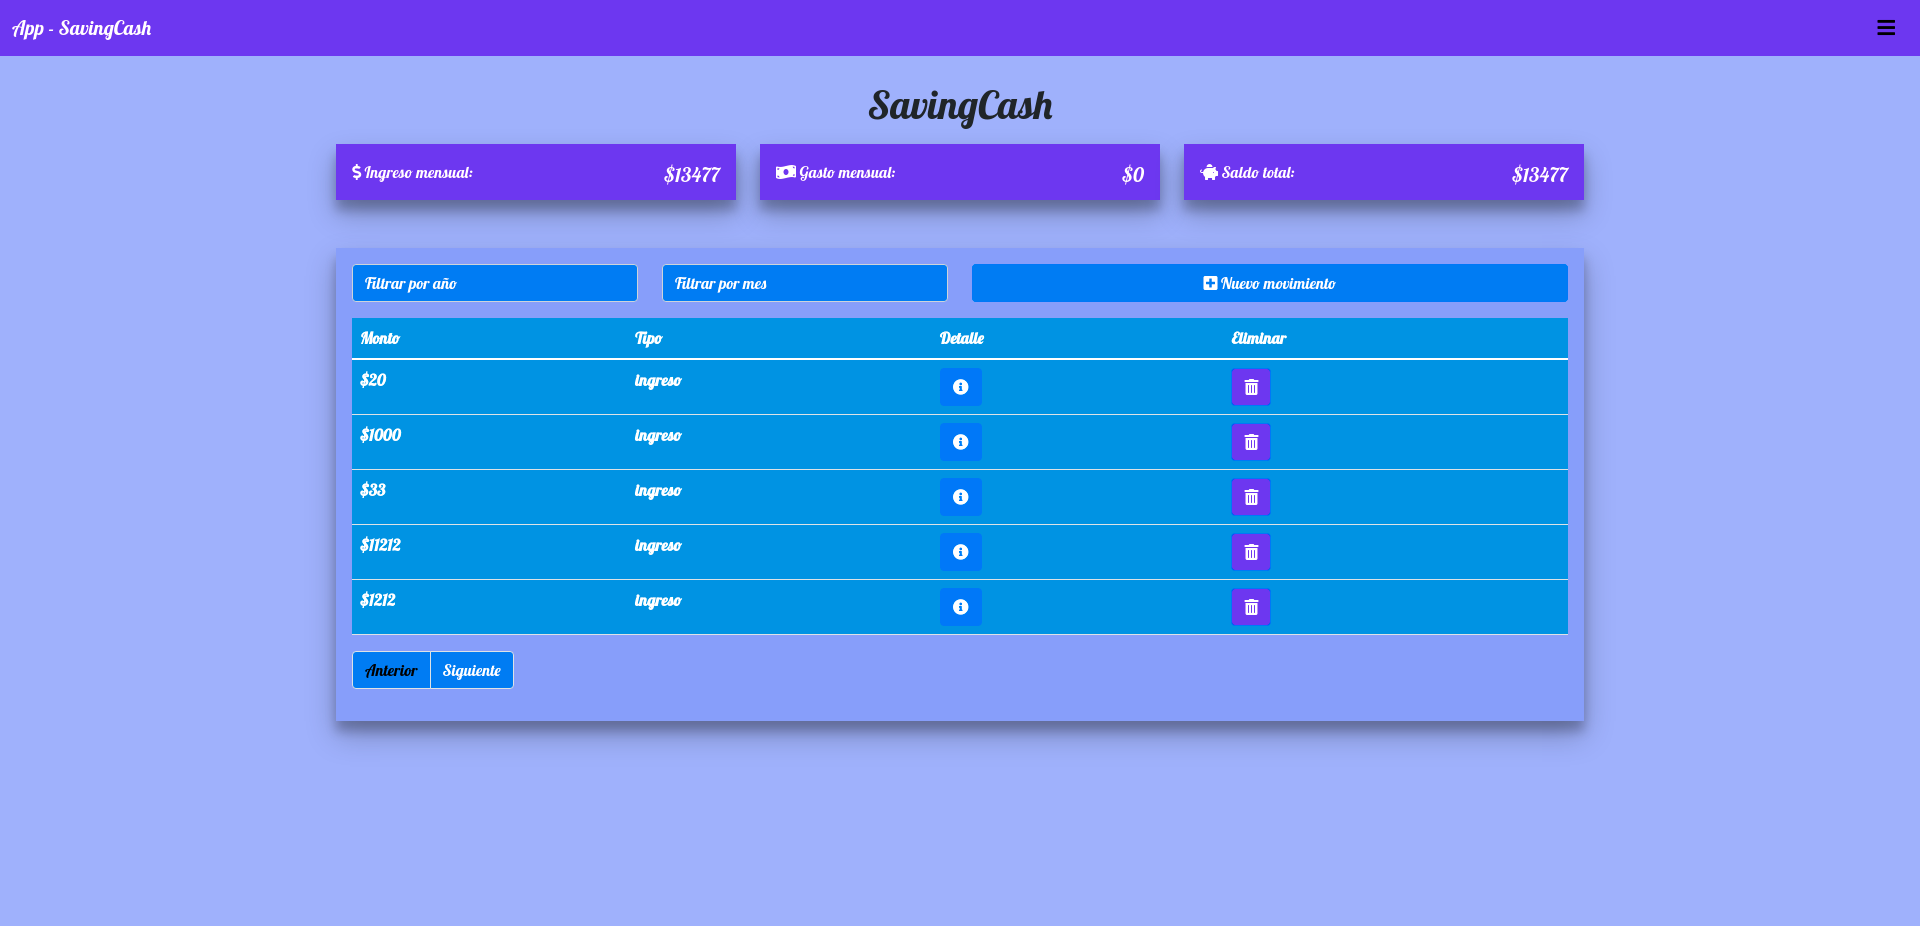 App - SavingCash
SavingCash
Ingreso mensual: $13477
Gasto mensual: $0
Saldo total: $13477
Filtrar por año
Filtrar por mes
Nuevo movimiento
Monto Tipo Detalle Eliminar
$20 ingreso
$1000 ingreso
$33 ingreso
$11212 ingreso
$1212 ingreso
Anterior Siguiente